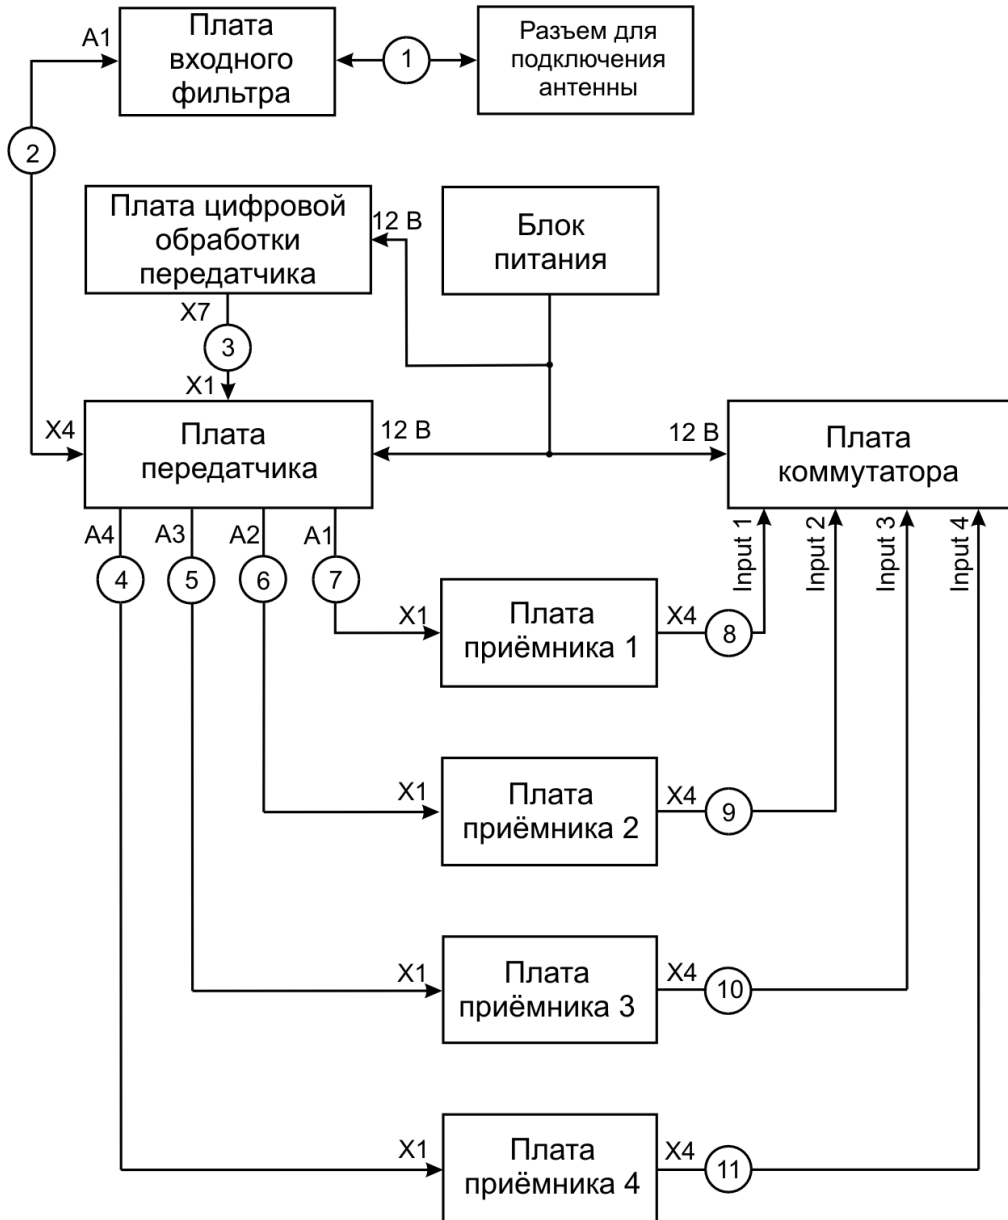 Плата
входного
фильтра
A1
1
Разъем для
подключения
антенны
2
Плата цифровой
обработки
передатчика
12 В
Блок
питания
X7
3
X1
X4
Плата
передатчика
12 В
12 В
Плата
коммутатора
A4
A3
A2
A1
Input 1
Input 2
Input 3
Input 4
4
5
6
7
X1
Плата
приёмника 1
X4
8
X1
Плата
приёмника 2
X4
9
X1
Плата
приёмника 3
X4
10
X1
Плата
приёмника 4
X4
11